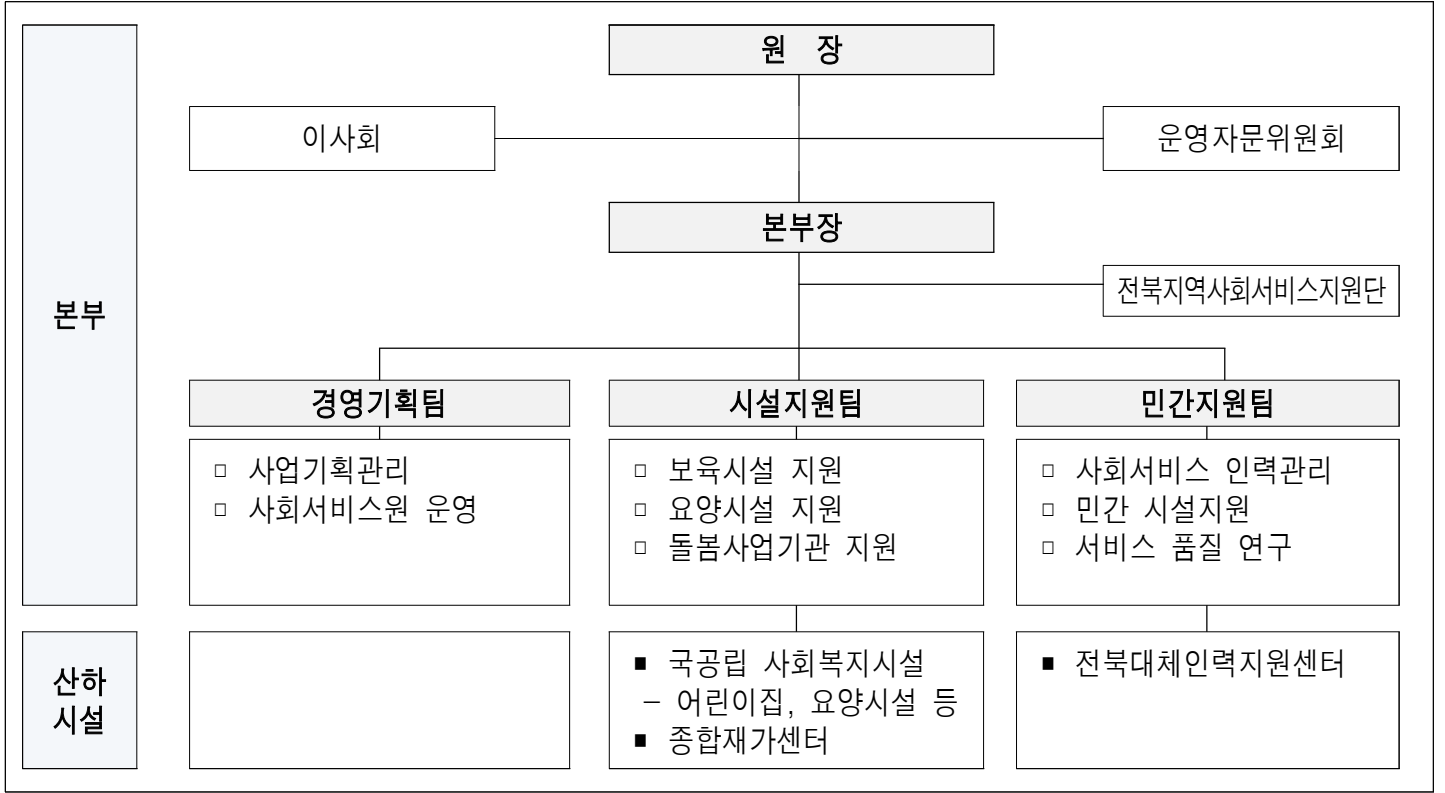 원 장
이사회
운영자문위원회
본부장
전북지역사회서비스지원단
본부
경영기획팀
□ 사업기획관리
□ 사회서비스원 운영
시설지원팀
□ 보육시설 지원
□ 요양시설 지원
□ 돌봄사업기관 지원
민간지원팀
□ 사회서비스 인력관리
□ 민간 시설지원
□ 서비스 품질 연구
산하
시설
■ 국공립 사회복지시설
– 어린이집, 요양시설 등
■ 종합재가센터
■ 전북대체인력지원센터